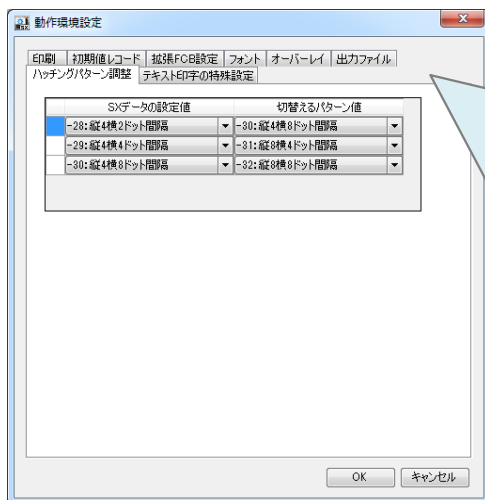 動作環境設定
印刷 初期値レコード 拡張FCB設定 フォント オーバーレイ 出力ファイル
ハッチングパターン調整 テキスト印字の特殊設定
SXデータの設定値 切替えるパターン値
-28:縦4横2ドット間隔 -30:縦4横8ドット間隔
-29:縦4横4ドット間隔 -31:縦8横4ドット間隔
-30:縦4横8ドット間隔 -32:縦8横8ドット間隔
OK キャンセル